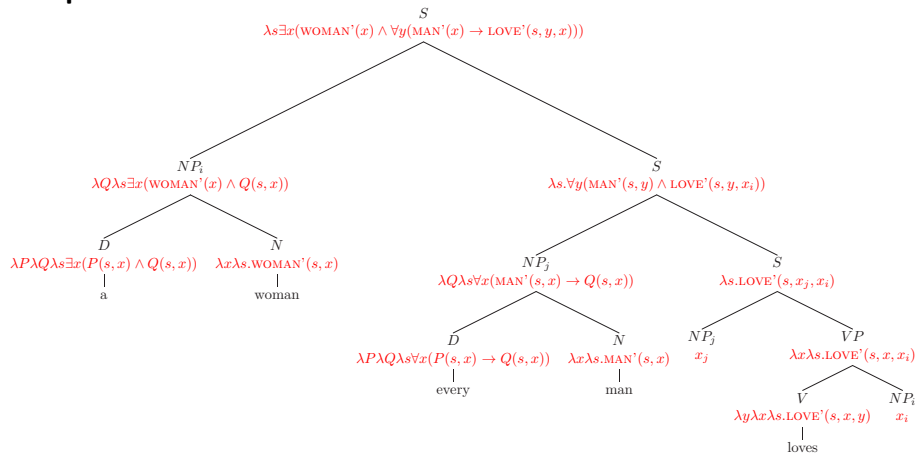 S
λs∃x(WOMAN’(x) ∧ ∀y(MAN’(x) → LOVE’(s, y, x)))
NP_i
S
λQλs∃x(WOMAN’(x) ∧ Q(s, x))
λs.∀y(MAN’(s, y) ∧ LOVE’(s, y, x_i))
D
N
NP_j
S
λPλQλs∃x(P(s, x) ∧ Q(s, x))
λxλs.WOMAN’(s, x)
λQλs∀x(MAN’(s, x) → Q(s, x))
λs.LOVE’(s, x_j, x_i)
a
woman
D
N
NP_j
VP
λPλQλs∀x(P(s, x) → Q(s, x))
λxλs.MAN’(s, x)
x_j
λxλs.LOVE’(s, x, x_i)
every
man
V
NP_i
λyλxλs.LOVE’(s, x, y)
x_i
loves